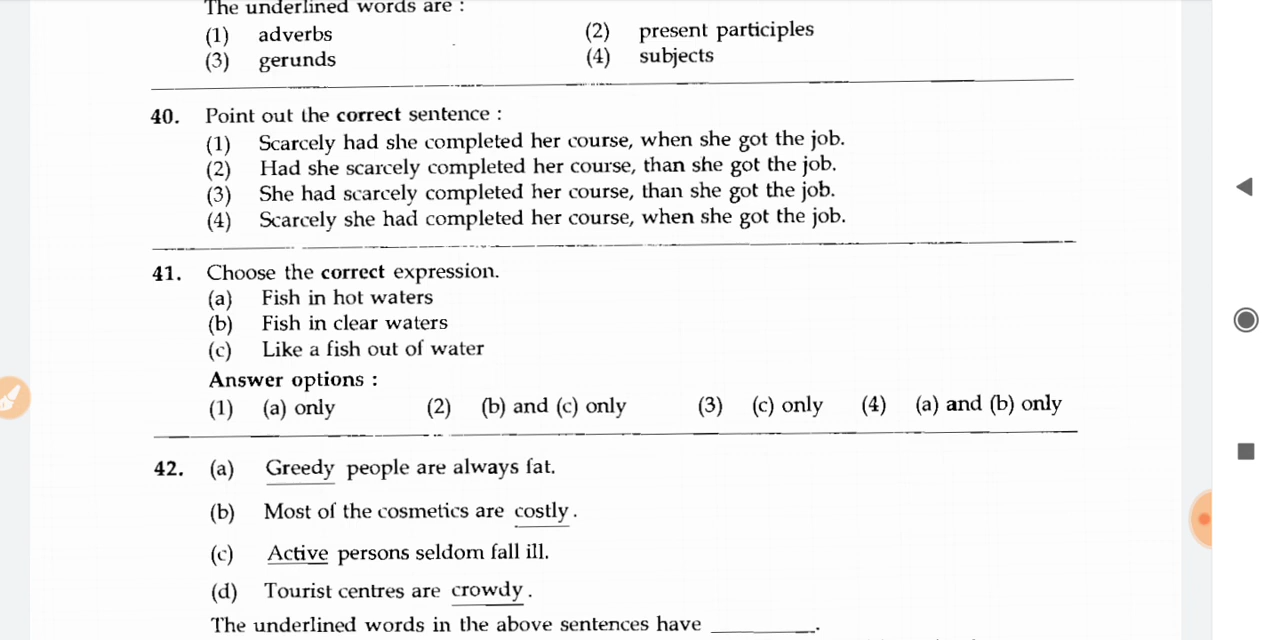 The underlined words are :
(1) adverbs (2) present participles
(3) gerunds (4) subjects
40. Point out the correct sentence :
(1) Scarcely had she completed her course, when she got the job.
(2) Had she scarcely completed her course, than she got the job.
(3) She had scarcely completed her course, than she got the job.
(4) Scarcely she had completed her course, when she got the job.
41. Choose the correct expression.
(a) Fish in hot waters
(b) Fish in clear waters
(c) Like a fish out of water
Answer options :
(1) (a) only (2) (b) and (c) only (3) (c) only (4) (a) and (b) only
42. (a) Greedy people are always fat.
(b) Most of the cosmetics are costly.
(c) Active persons seldom fall ill.
(d) Tourist centres are crowdy.
The underlined words in the above sentences have __________.